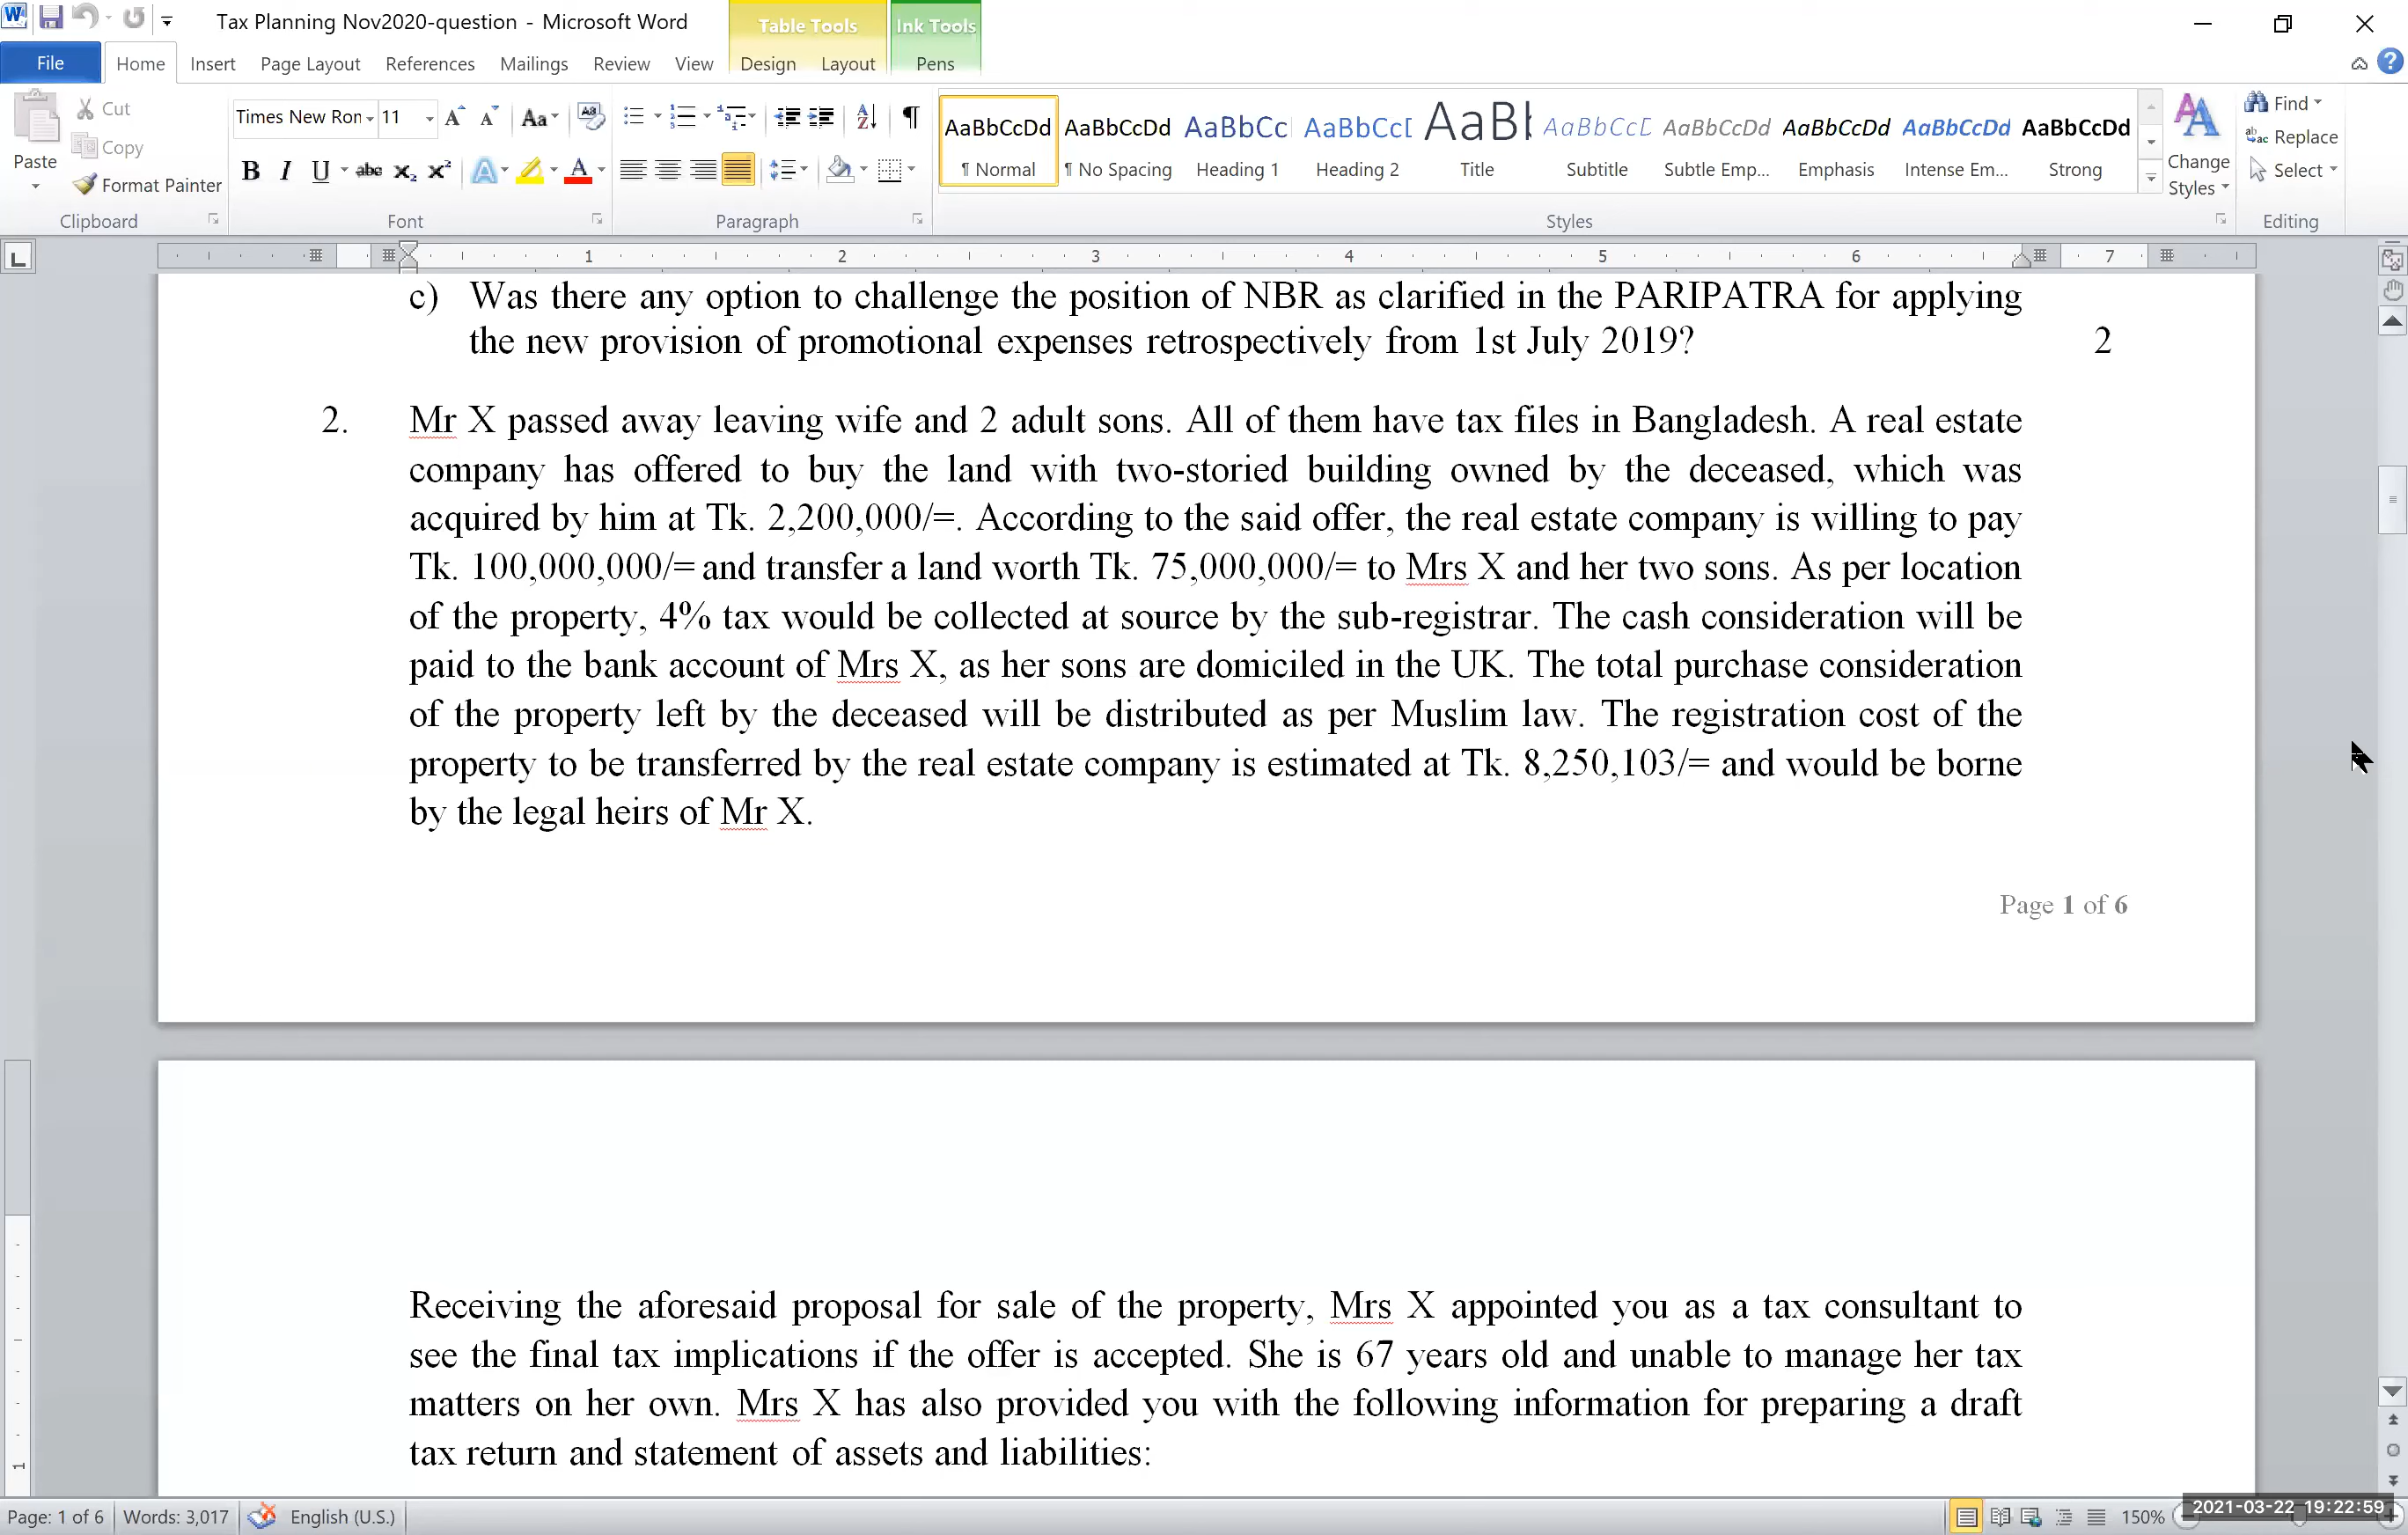 Tax Planning Nov2020-question - Microsoft Word
Table Tools
Ink Tools
File
Home
Insert
Page Layout
References
Mailings
Review
View
Design
Layout
Pens
Paste
Cut
Copy
Format Painter
Clipboard
Times New Ron
11
Font
Paragraph
AaBbCcDd
¶ Normal
AaBbCcDd
¶ No Spacing
AaBbCc
Heading 1
AaBbCc
Heading 2
AaB
Title
AaBbCc
Subtitle
AaBbCcDd
Subtle Emp...
AaBbCcDd
Emphasis
AaBbCcDd
Intense Em...
AaBbCcDd
Strong
Change
Styles
Styles
Find
Replace
Select
Editing
1 2 3 4 5 6 7
c) Was there any option to challenge the position of NBR as clarified in the PARIPATRA for applying
the new provision of promotional expenses retrospectively from 1st July 2019? 2
2. Mr X passed away leaving wife and 2 adult sons. All of them have tax files in Bangladesh. A real estate
company has offered to buy the land with two-storied building owned by the deceased, which was
acquired by him at Tk. 2,200,000/=. According to the said offer, the real estate company is willing to pay
Tk. 100,000,000/= and transfer a land worth Tk. 75,000,000/= to Mrs X and her two sons. As per location
of the property, 4% tax would be collected at source by the sub-registrar. The cash consideration will be
paid to the bank account of Mrs X, as her sons are domiciled in the UK. The total purchase consideration
of the property left by the deceased will be distributed as per Muslim law. The registration cost of the
property to be transferred by the real estate company is estimated at Tk. 8,250,103/= and would be borne
by the legal heirs of Mr X.
Page 1 of 6
Receiving the aforesaid proposal for sale of the property, Mrs X appointed you as a tax consultant to
see the final tax implications if the offer is accepted. She is 67 years old and unable to manage her tax
matters on her own. Mrs X has also provided you with the following information for preparing a draft
tax return and statement of assets and liabilities:
Page: 1 of 6
Words: 3,017
English (U.S.)
150%
2021-03-22 19:22:59